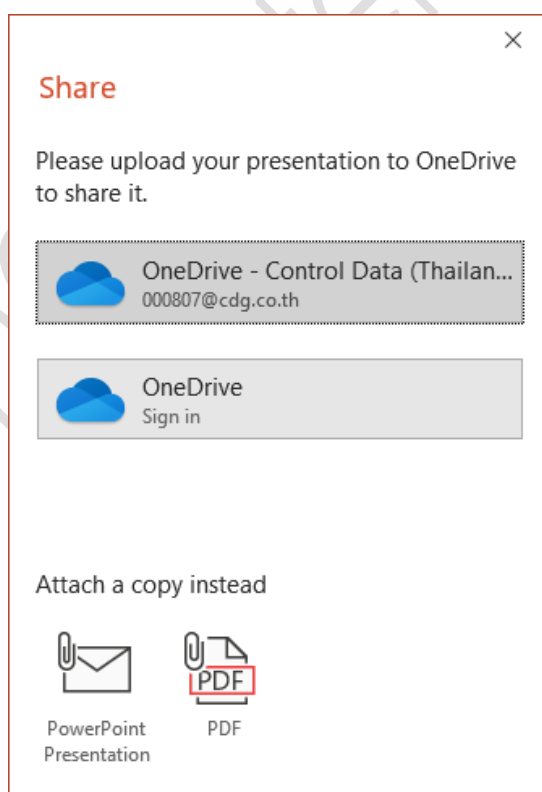 Share
Please upload your presentation to OneDrive
to share it.
OneDrive - Control Data (Thailan...
000807@cdg.co.th
OneDrive
Sign in
Attach a copy instead
PDF
PowerPoint
Presentation
PDF